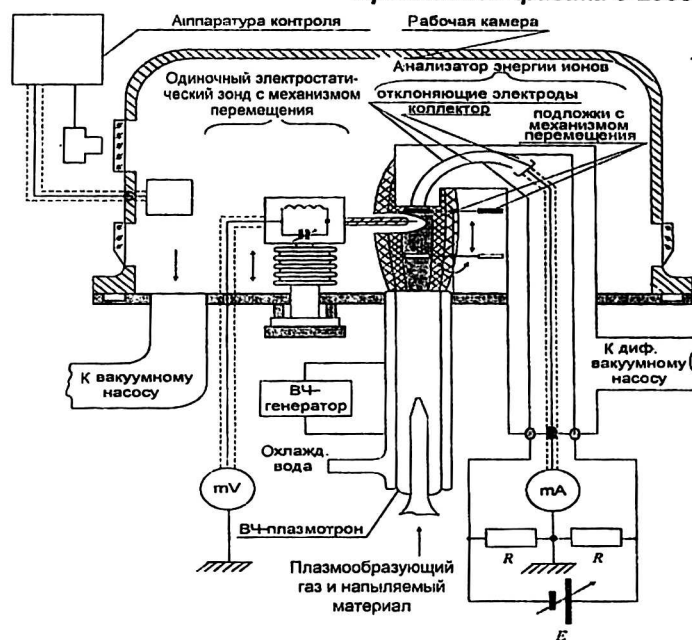 Аппаратура контроля
Рабочая камера
Анализатор энергии ионов
Одиночный электростати-
ческий зонд с механизмом
перемещения
отклоняющие электроды
коллектор
подложки с
механизмом
перемещения
К вакуумному
насосу
ВЧ-
генератор
К диф.
вакуумному
насосу
Охлажд.
вода
mV
mA
ВЧ-плазмотрон
R
R
Плазмообразующий
газ и напыляемый
материал
E